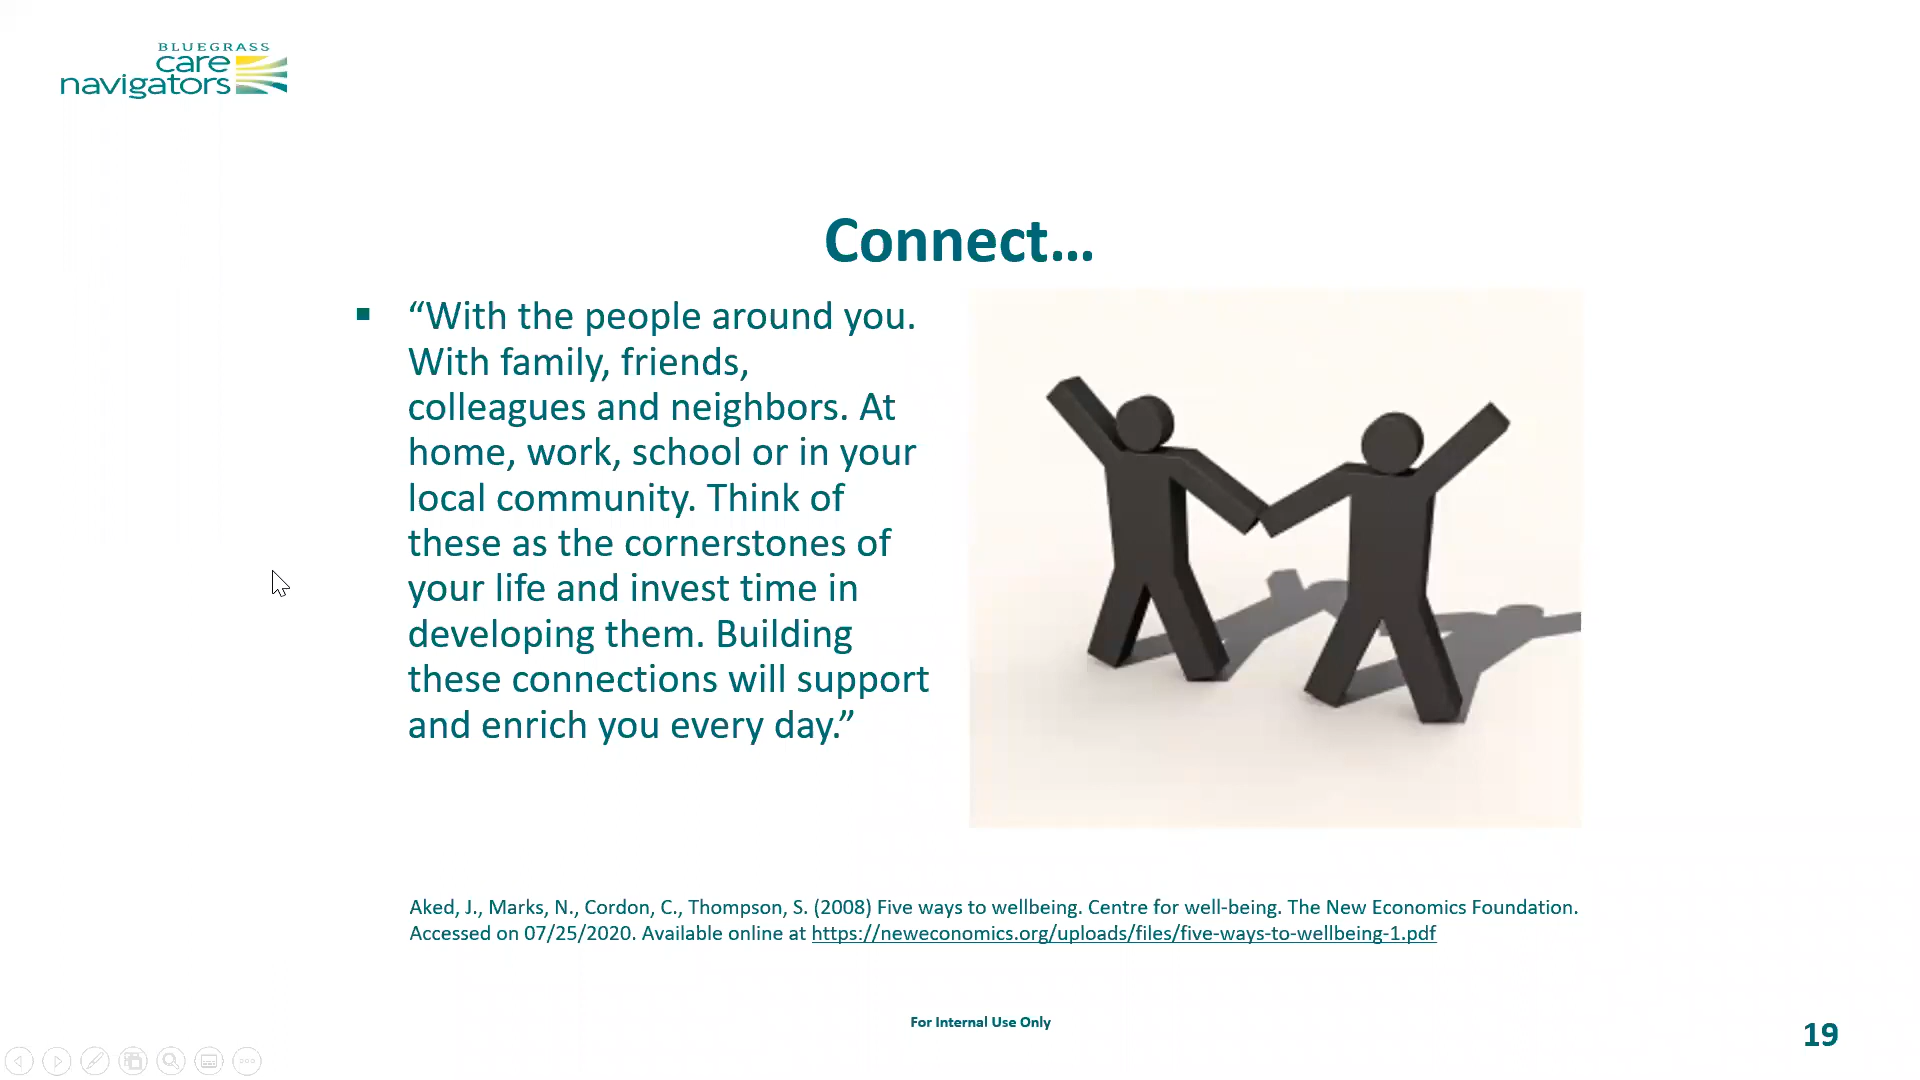 BLUEGRASS
care
navigators
Connect...
▪ “With the people around you.
With family, friends,
colleagues and neighbors. At
home, work, school or in your
local community. Think of
these as the cornerstones of
your life and invest time in
developing them. Building
these connections will support
and enrich you every day.”
Aked, J., Marks, N., Cordon, C., Thompson, S. (2008) Five ways to wellbeing. Centre for well-being. The New Economics Foundation.
Accessed on 07/25/2020. Available online at https://neweconomics.org/uploads/files/five-ways-to-wellbeing-1.pdf
For Internal Use Only
19